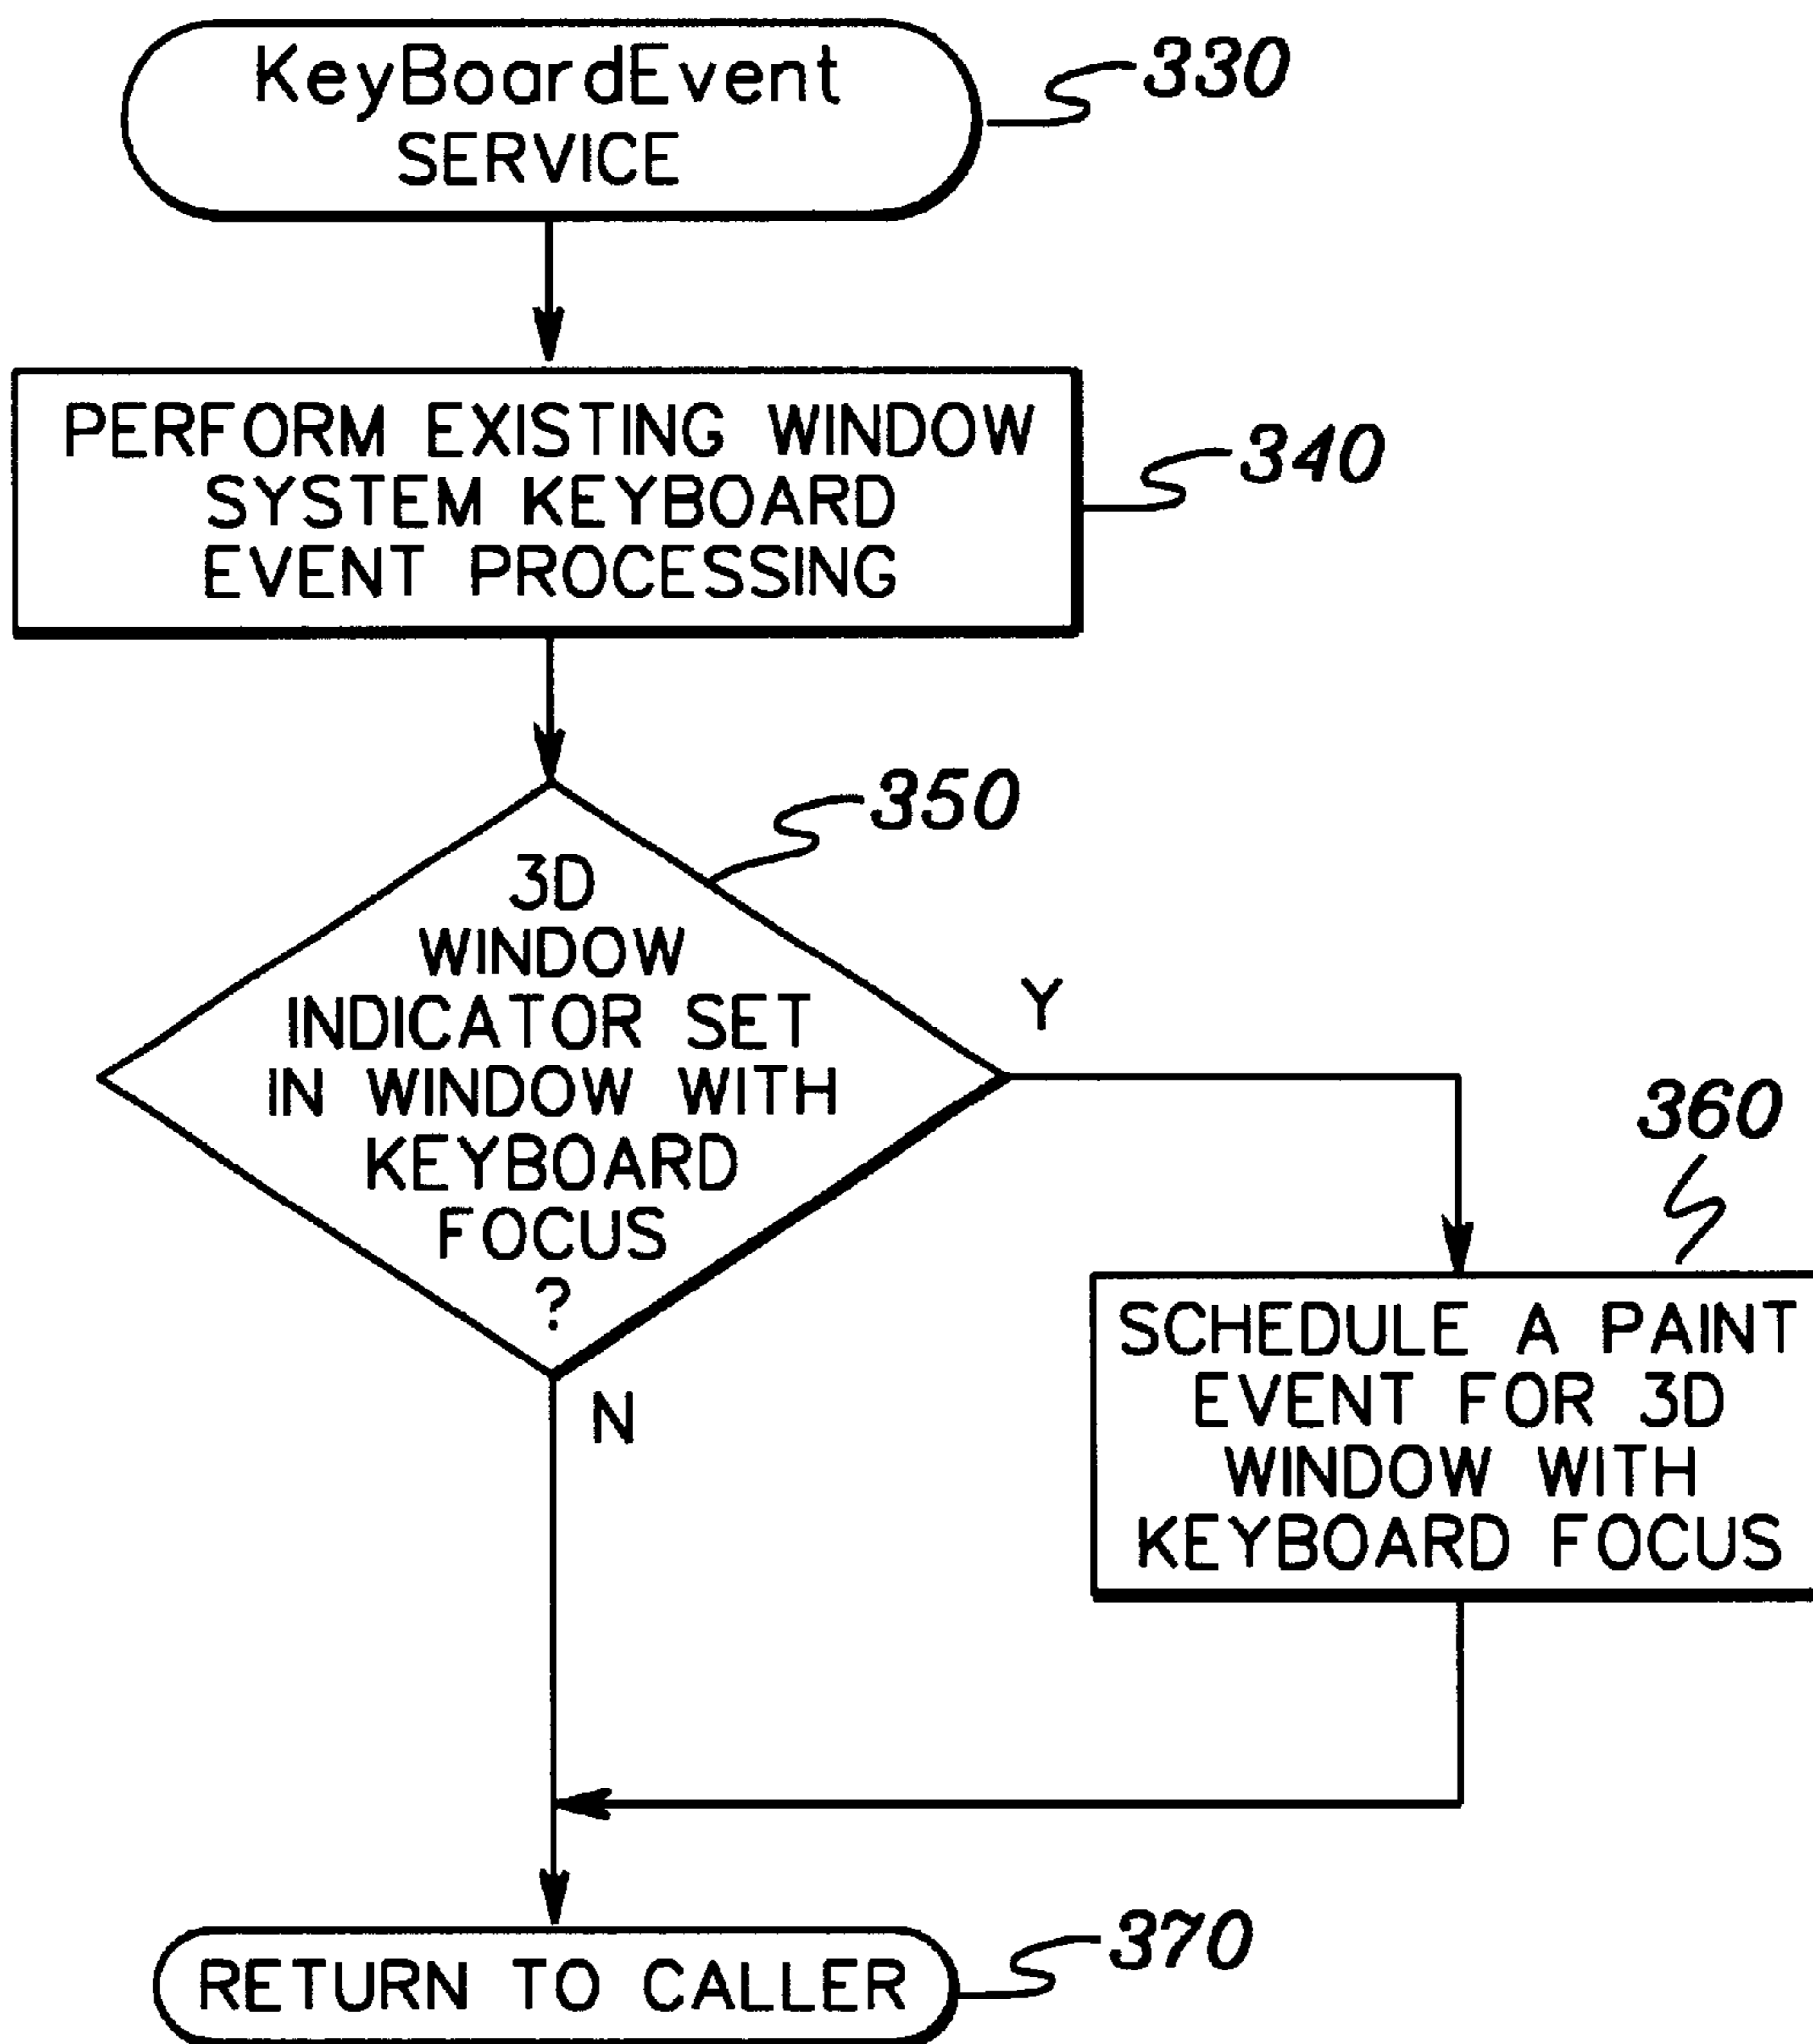 KeyBoardEvent
SERVICE
330
PERFORM EXISTING WINDOW
SYSTEM KEYBOARD
EVENT PROCESSING
340
350
3D
WINDOW
INDICATOR SET
IN WINDOW WITH
KEYBOARD
FOCUS
?
Y
N
360
SCHEDULE A PAINT
EVENT FOR 3D
WINDOW WITH
KEYBOARD FOCUS
RETURN TO CALLER
370